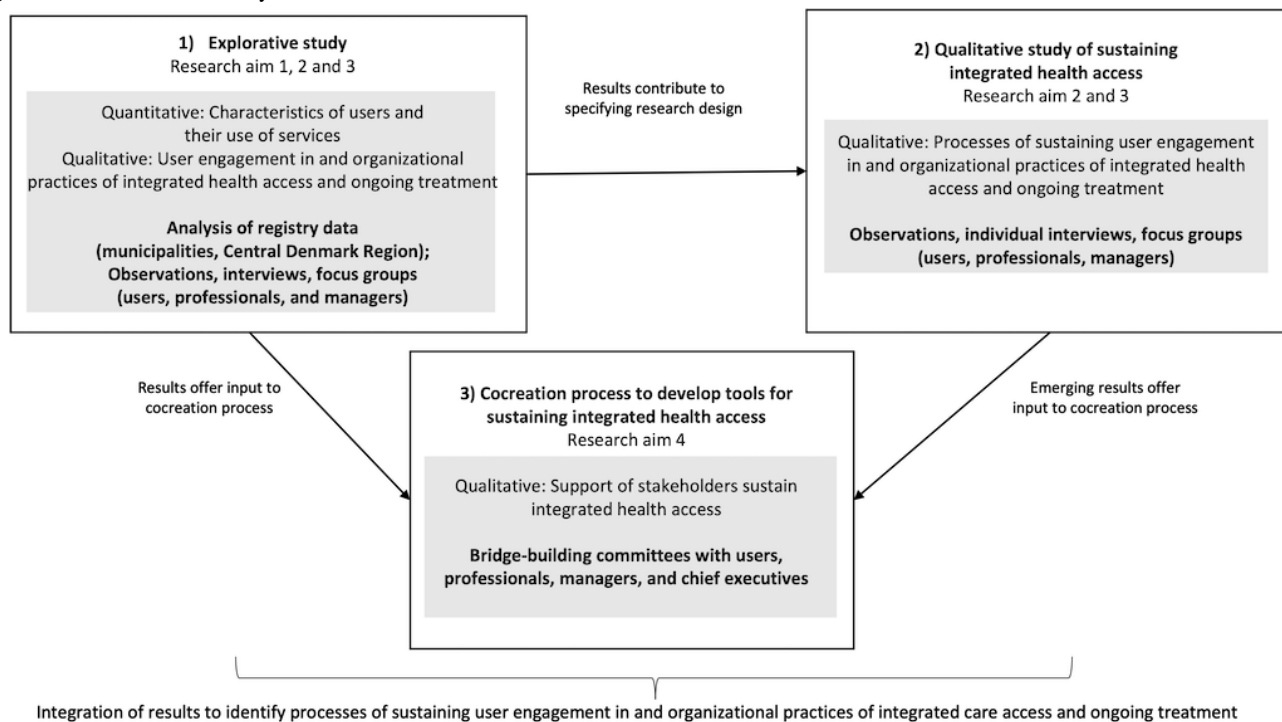 1) Explorative study
Research aim 1, 2 and 3
Quantitative: Characteristics of users and
their use of services
Qualitative: User engagement in and organizational
practices of integrated health access and ongoing treatment
Analysis of registry data
(municipalities, Central Denmark Region);
Observations, interviews, focus groups
(users, professionals, and managers)
Results contribute to
specifying research design
2) Qualitative study of sustaining
integrated health access
Research aim 2 and 3
Qualitative: Processes of sustaining user engagement
in and organizational practices of integrated health
access and ongoing treatment
Observations, individual interviews, focus groups
(users, professionals, managers)
Results offer input to
cocreation process
3) Cocreation process to develop tools for
sustaining integrated health access
Research aim 4
Qualitative: Support of stakeholders sustain
integrated health access
Bridge-building committees with users,
professionals, managers, and chief executives
Emerging results offer
input to cocreation process
Integration of results to identify processes of sustaining user engagement in and organizational practices of integrated care access and ongoing treatment